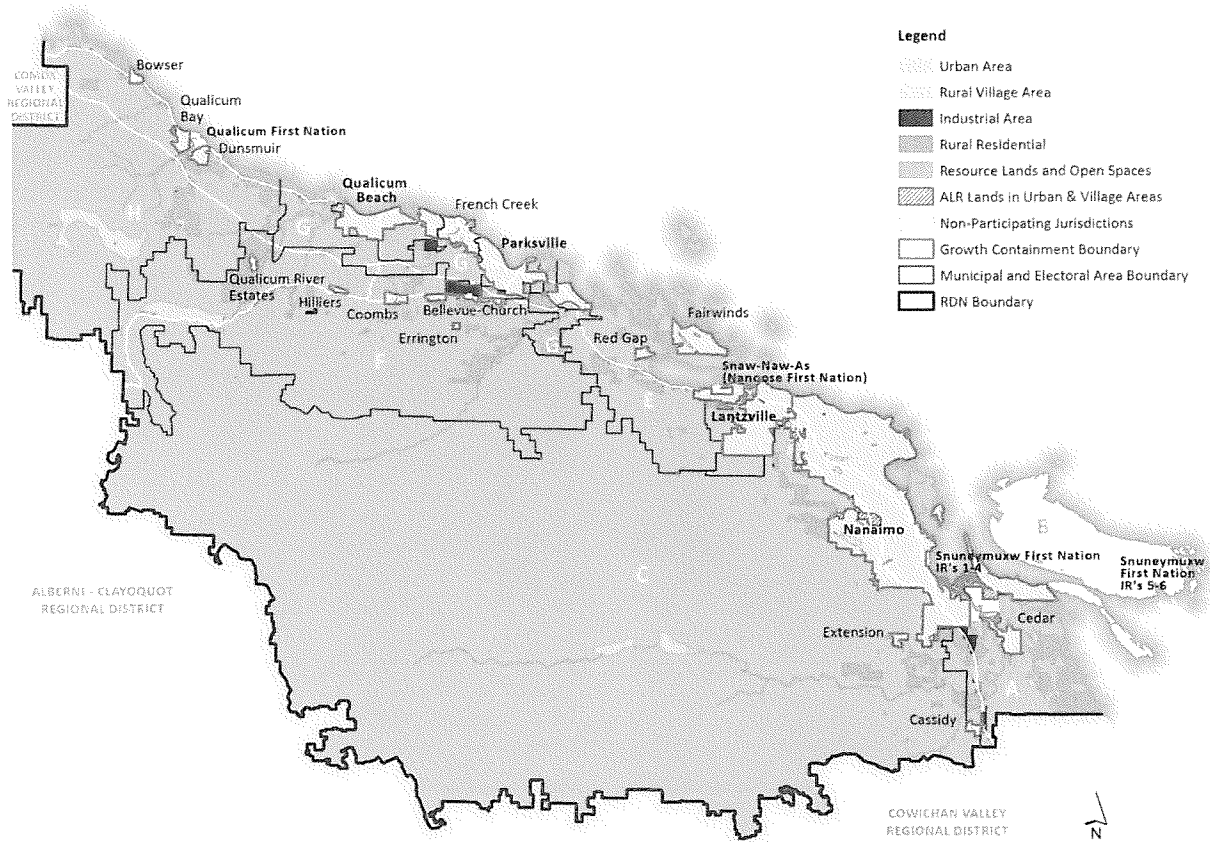 Bowser
COMOX
VALLEY
REGIONAL
DISTRICT
Qualicum
Bay
Qualicum First Nation
Dunsmuir
H
Qualicum
Beach
French Creek
G
Parksville
Qualicum River
Estates
Hilliers
Coombs
Bellevue-Church
Errington
F
G
Red Gap
Fairwinds
E
Snaw-Naw-As
(Nanoose First Nation)
Lantzville
Nanaimo
B
Snuneymuxw First Nation
IR's 1-4
Snuneymuxw
First Nation
IR's 5-6
C
ALBERNI - CLAYOQUOT
REGIONAL DISTRICT
Extension
Cedar
A
Cassidy
COWICHAN VALLEY
REGIONAL DISTRICT
N
Legend
Urban Area
Rural Village Area
Industrial Area
Rural Residential
Resource Lands and Open Spaces
ALR Lands in Urban & Village Areas
Non-Participating Jurisdictions
Growth Containment Boundary
Municipal and Electoral Area Boundary
RDN Boundary